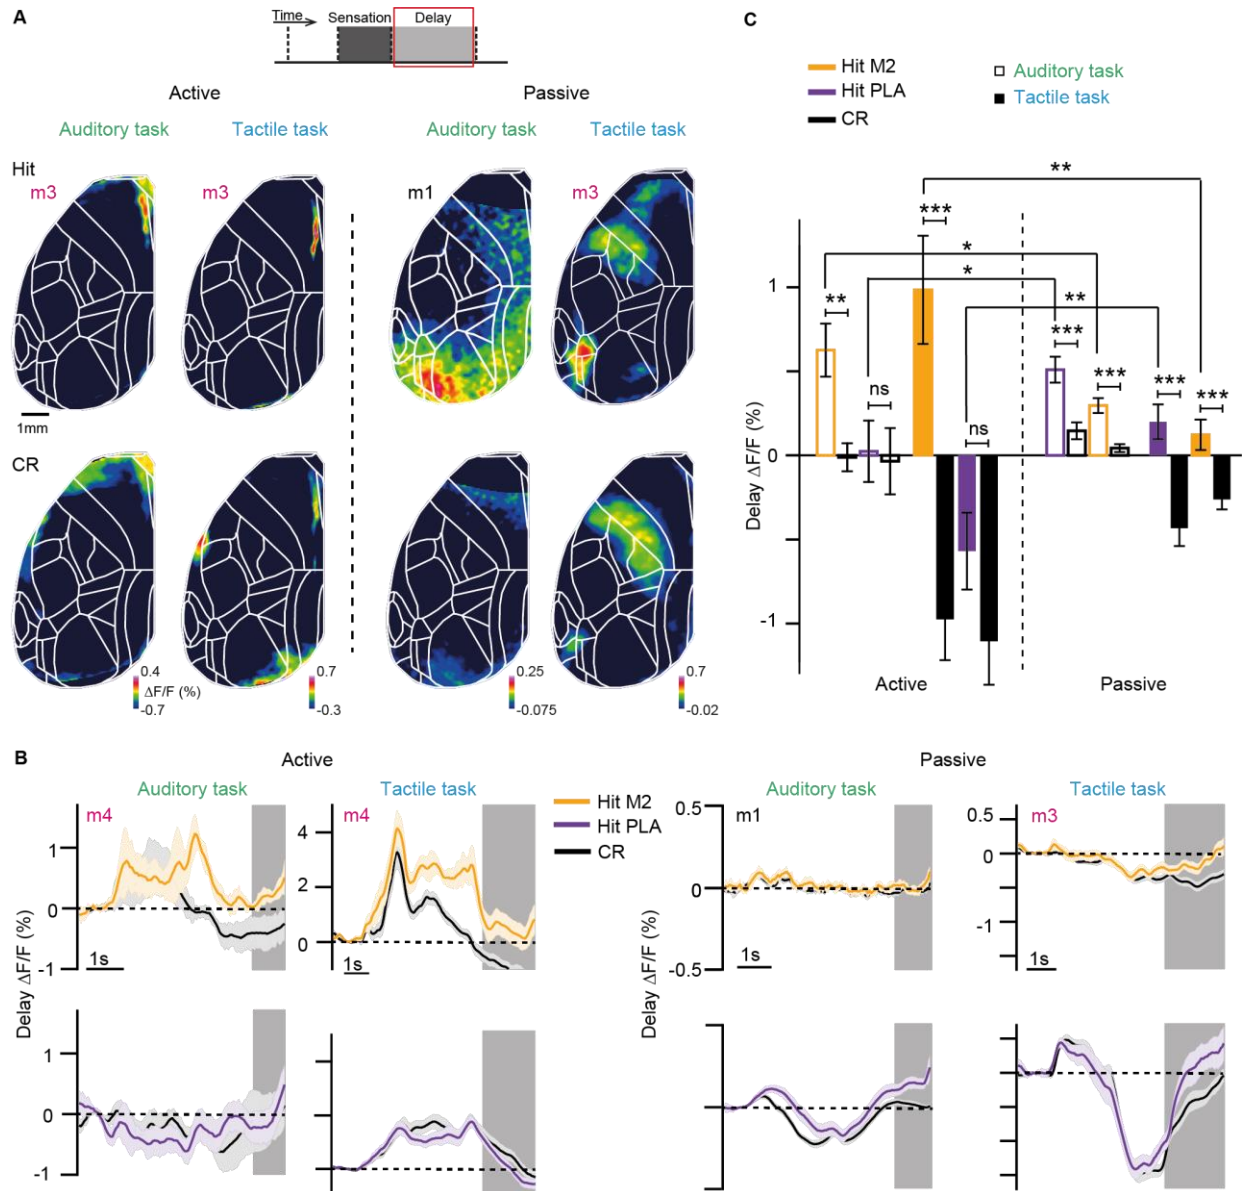 A
Time
Sensation
Delay
Active
Passive
Auditory task
Tactile task
Auditory task
Tactile task
Hit
m3
m3
m1
m3
1mm
CR
0.4
ΔF/F (%)
-0.7
0.7
-0.3
0.25
-0.075
0.7
-0.02
C
Hit M2
Hit PLA
CR
Auditory task
Tactile task
**
***
*
*
**
**
***
***
***
***
ns
ns
1
0
-1
Delay ΔF/F (%)
Active
Passive
B
Active
Passive
Auditory task
Tactile task
Hit M2
Hit PLA
CR
Auditory task
Tactile task
m4
m4
m1
m3
1
0
-1
4
2
0
0.5
0
-0.5
0.5
0
-0.5
-1
1s
1s
1s
1s
Delay ΔF/F (%)
Delay ΔF/F (%)
1
0
-1